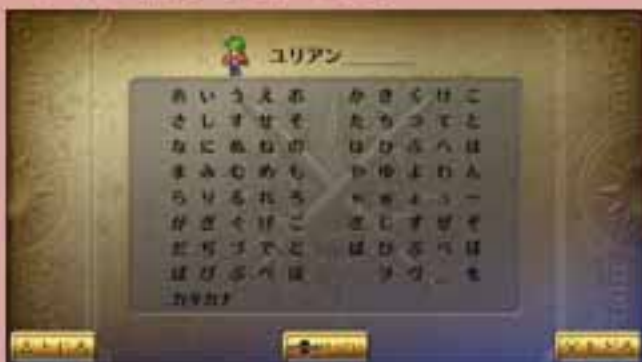 ユリアン
あ い う え お か き く け こ
さ し す せ そ た ち つ て と
な に ぬ ね の は ひ ふ へ ほ
ま み む め も や ゆ よ わ ん
ら り る れ ろ ゃ ゅ ょ っ ー
が ぎ ぐ げ ご ざ じ ず ぜ ぞ
だ ぢ づ で ど ば び ぶ べ ぼ
ぱ ぴ ぷ ぺ ぽ を
カタカナ